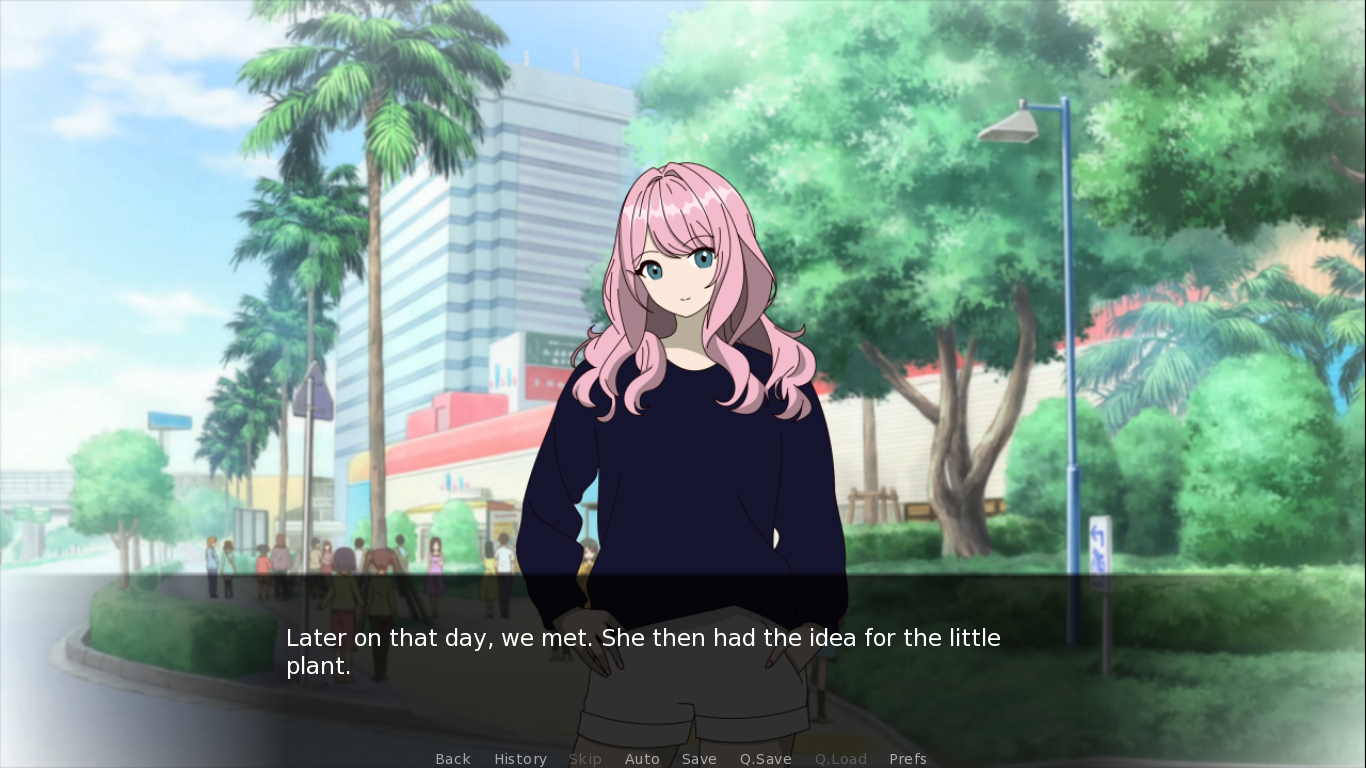 Later on that day, we met. She then had the idea for the little
plant.
Back History Skip Auto Save Q.Save Q.Load Prefs